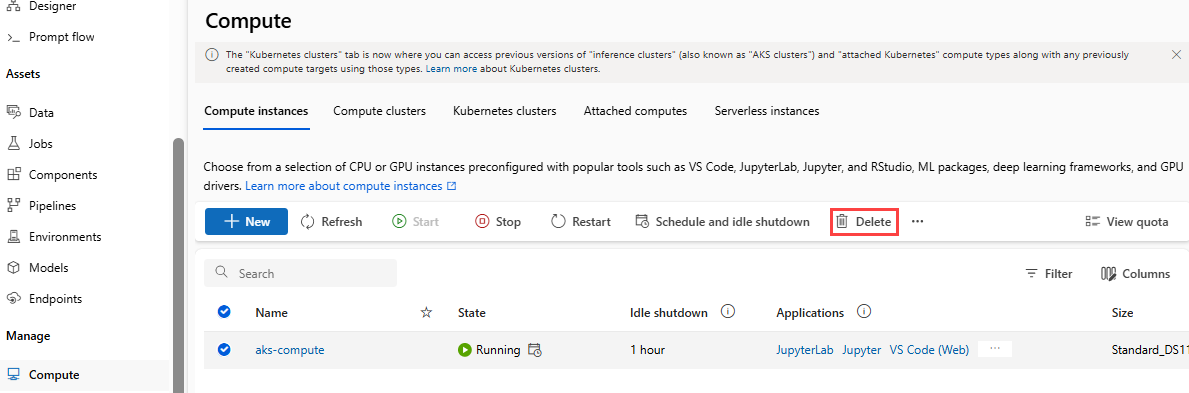 Designer
Prompt flow
Assets
Data
Jobs
Components
Pipelines
Environments
Models
Endpoints
Manage
Compute
Compute
The "Kubernetes clusters" tab is now where you can access previous versions of "inference clusters" (also known as "AKS clusters") and "attached Kubernetes" compute types along with any previously
created compute targets using those types. Learn more about Kubernetes clusters.
Compute instances Compute clusters Kubernetes clusters Attached computes Serverless instances
Choose from a selection of CPU or GPU instances preconfigured with popular tools such as VS Code, JupyterLab, Jupyter, and RStudio, ML packages, deep learning frameworks, and GPU
drivers. Learn more about compute instances
New Refresh Start Stop Restart Schedule and idle shutdown Delete ... View quota
Search Filter Columns
Name State Idle shutdown Applications Size
aks-compute Running 1 hour JupyterLab Jupyter VS Code (Web) ... Standard_DS11